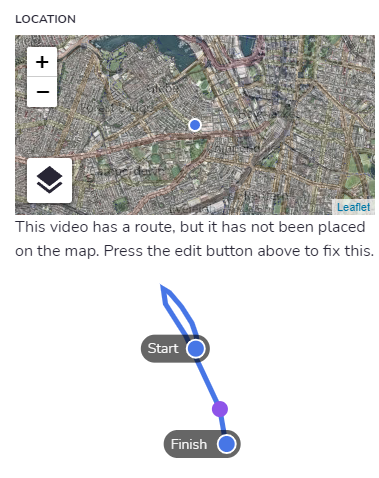 LOCATION
+
−
Leaflet
This video has a route, but it has not been placed
on the map. Press the edit button above to fix this.
Start
Finish